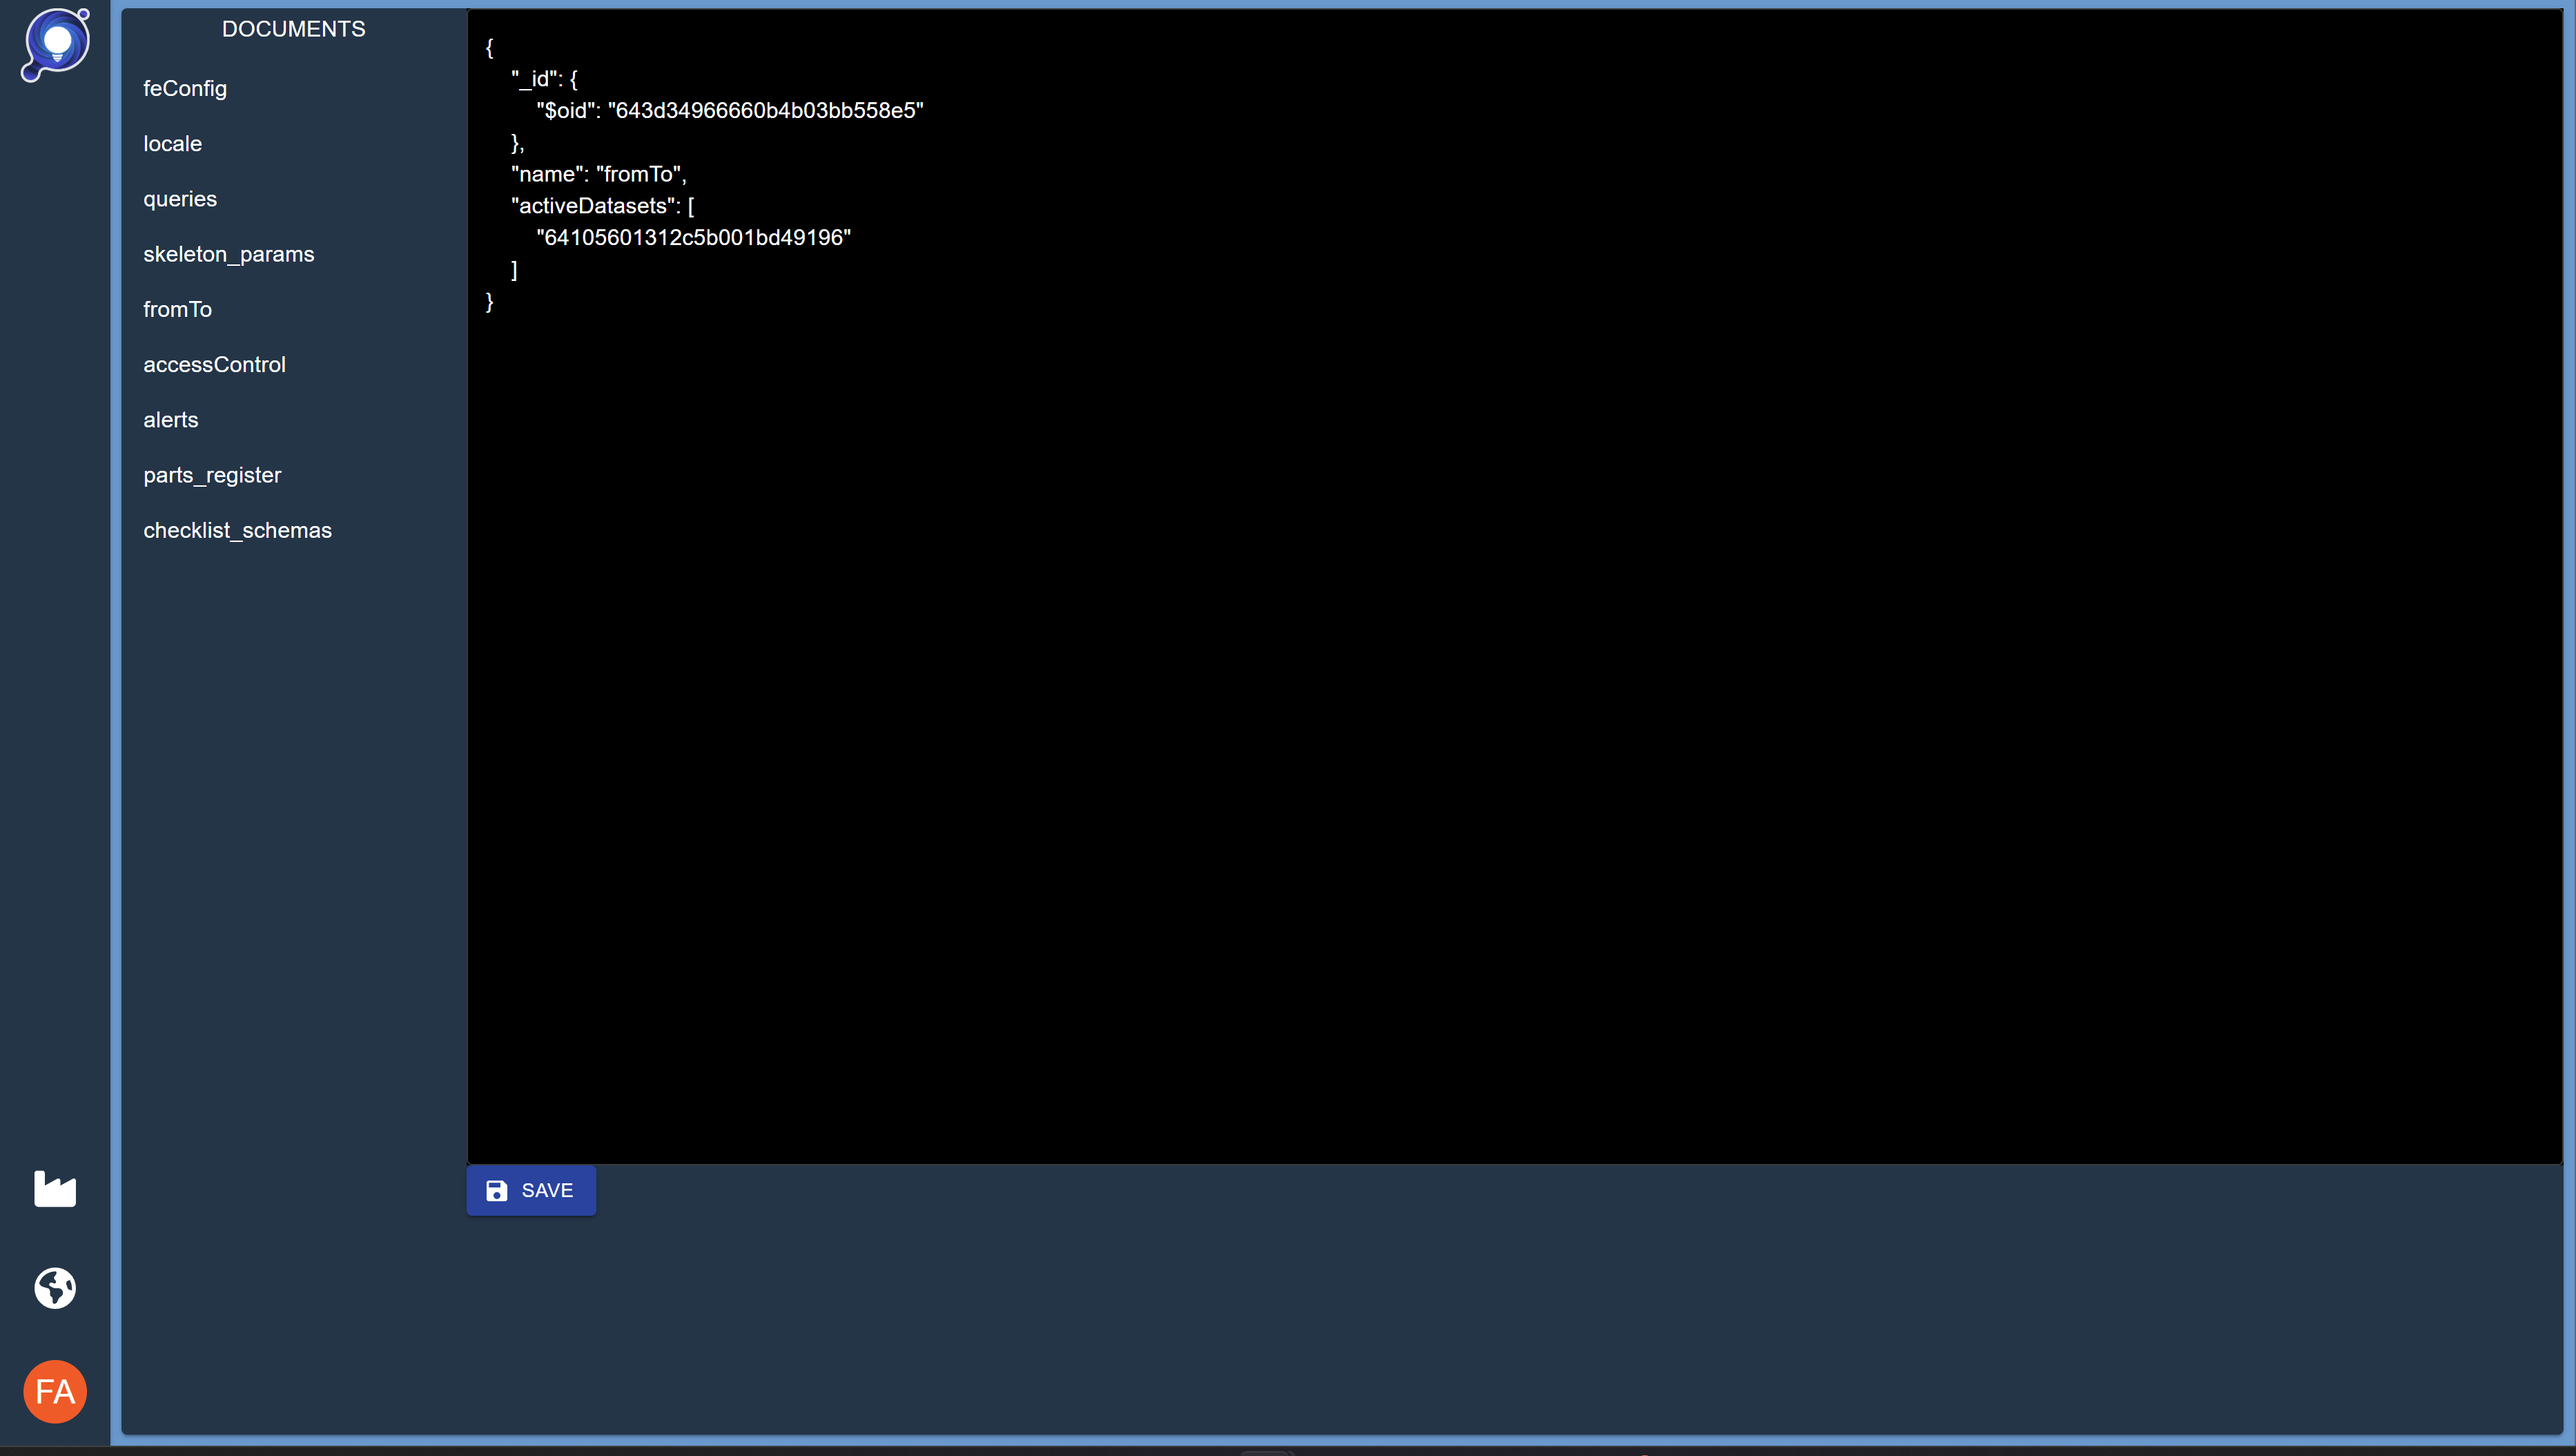 DOCUMENTS
feConfig
locale
queries
skeleton_params
fromTo
accessControl
alerts
parts_register
checklist_schemas
{
"_id": {
"$oid": "643d34966660b4b03bb558e5"
},
"name": "fromTo",
"activeDatasets": [
"64105601312c5b001bd49196"
]
}
SAVE
FA